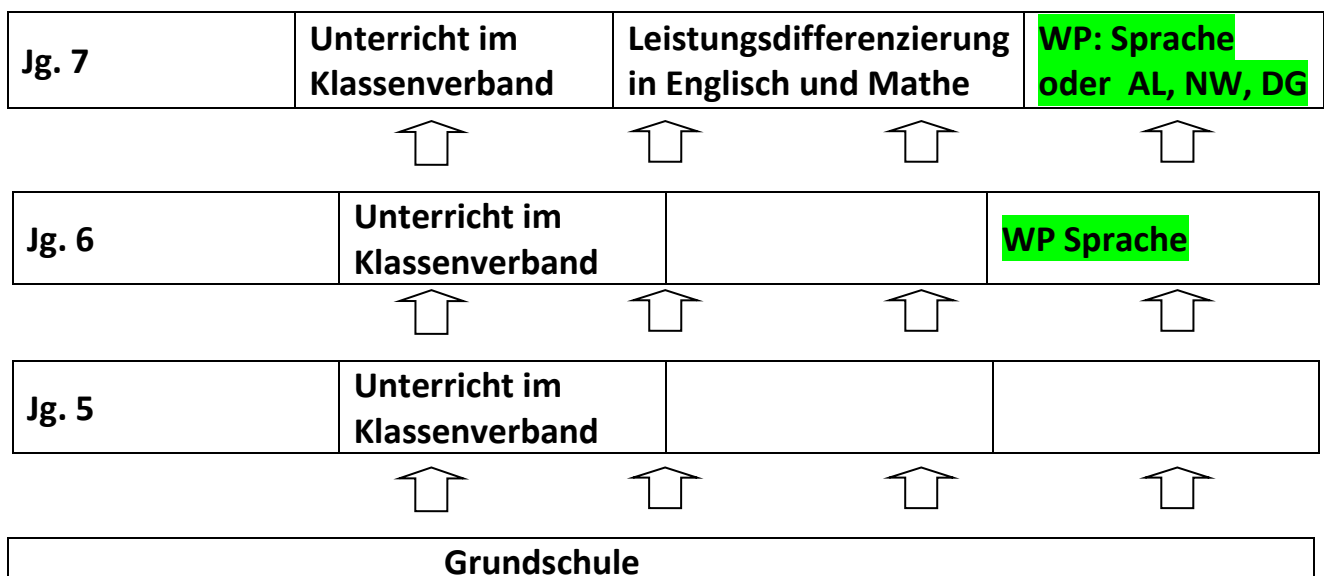 Jg. 7
Unterricht im
Klassenverband
Leistungsdifferenzierung
in Englisch und Mathe
WP: Sprache
oder AL, NW, DG
Jg. 6
Unterricht im
Klassenverband
WP Sprache
Jg. 5
Unterricht im
Klassenverband
Grundschule